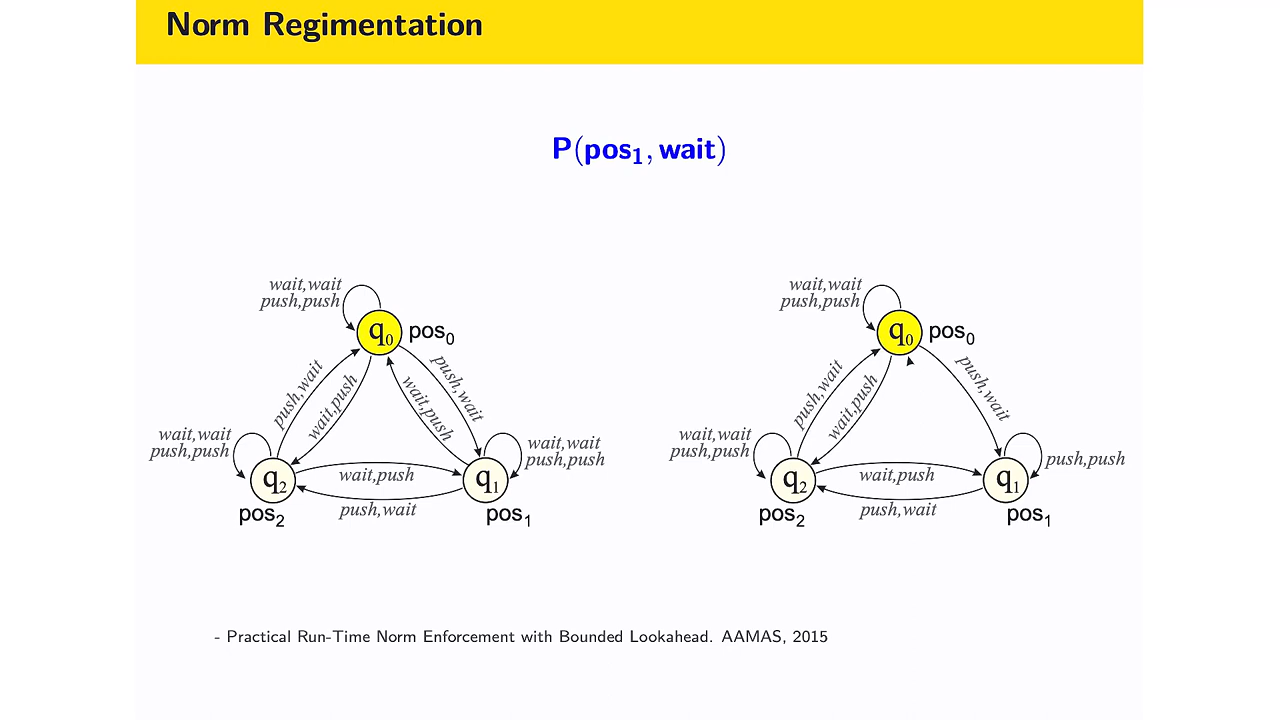 Norm Regimentation
P(pos₁, wait)
wait,wait
push,push
q₀ pos₀
push,wait
wait,push
wait,push
push,wait
wait,wait
push,push
q₂
pos₂
wait,push
push,wait
q₁
pos₁
wait,wait
push,push
wait,wait
push,push
q₀ pos₀
push,wait
wait,push
push,wait
wait,wait
push,push
q₂
pos₂
wait,push
push,wait
q₁
pos₁
push,push
- Practical Run-Time Norm Enforcement with Bounded Lookahead. AAMAS, 2015